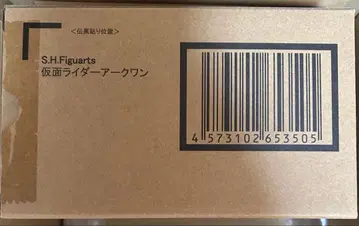 ＜伝票貼り位置＞
S.H.Figuarts
仮面ライダーアークワン
4 573102 653505